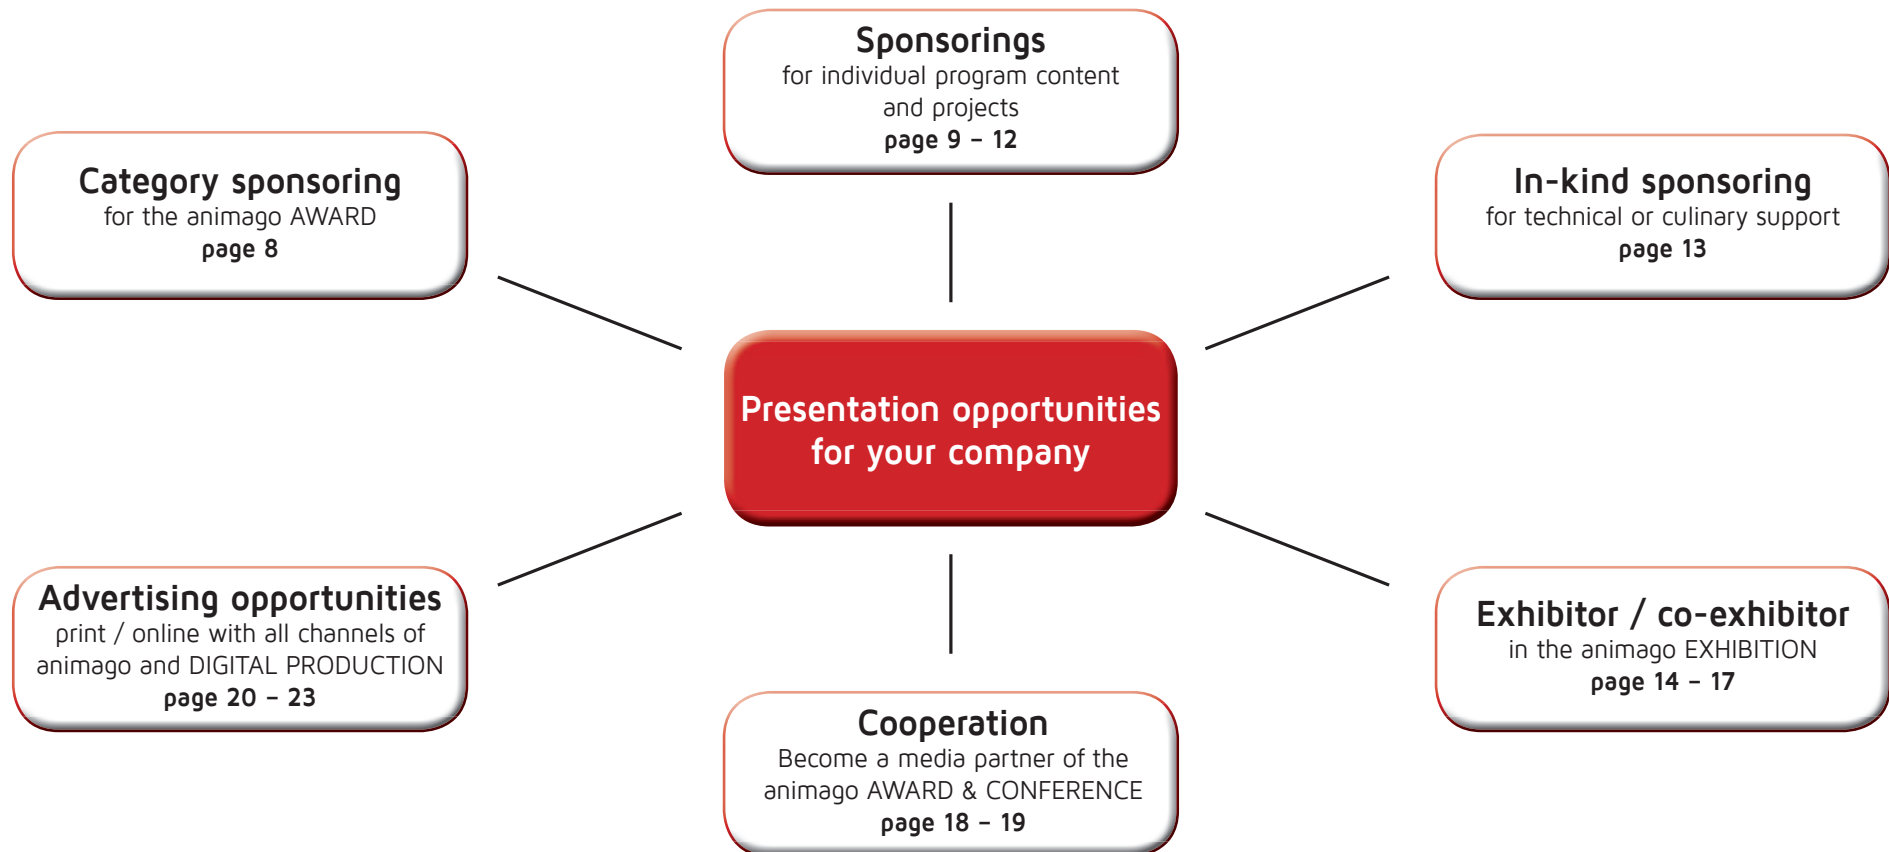 Sponsorings
for individual program content
and projects
page 9 – 12
Category sponsoring
for the animago AWARD
page 8
In-kind sponsoring
for technical or culinary support
page 13
Presentation opportunities
for your company
Advertising opportunities
print / online with all channels of
animago and DIGITAL PRODUCTION
page 20 – 23
Exhibitor / co-exhibitor
in the animago EXHIBITION
page 14 – 17
Cooperation
Become a media partner of the
animago AWARD & CONFERENCE
page 18 – 19